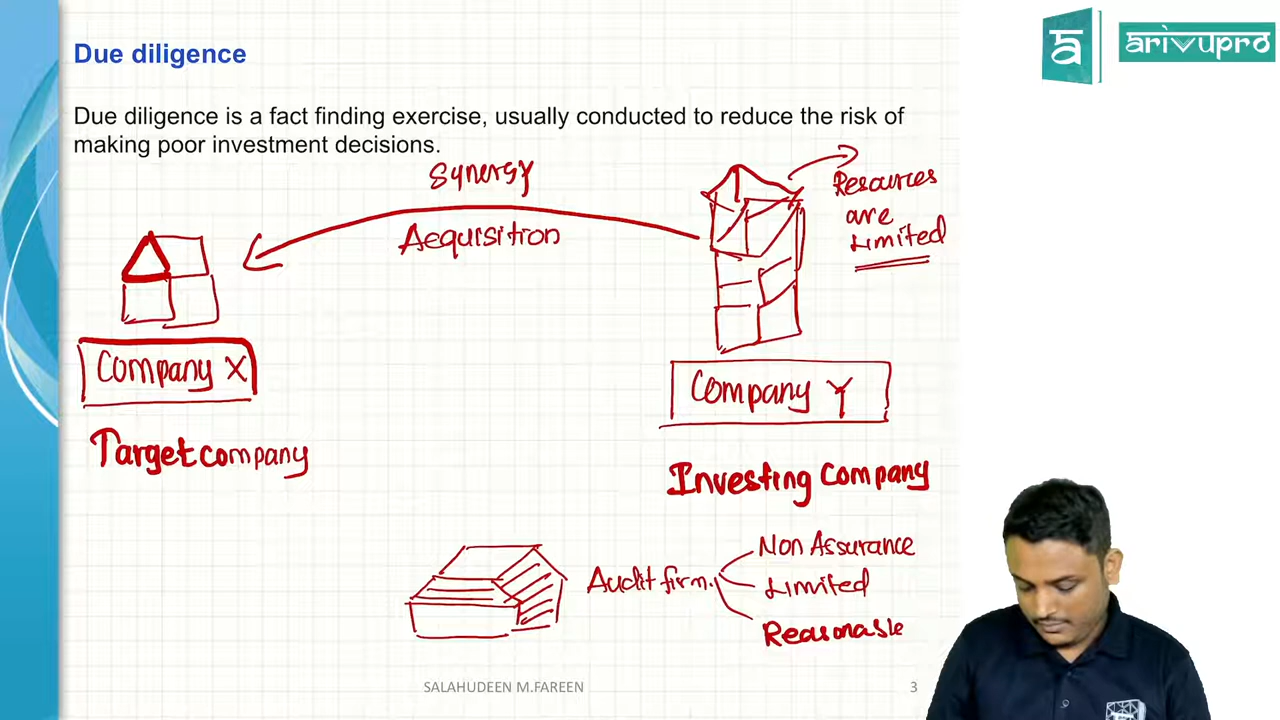 Due diligence
ā
arivupro
Due diligence is a fact finding exercise, usually conducted to reduce the risk of
making poor investment decisions.
Synergy
Acquisition
Resources
are
Limited
Company X
Company Y
Target company
Investing Company
Audit firm.
Non Assurance
Limited
Reasonable
SALAHUDEEN M.FAREEN
3